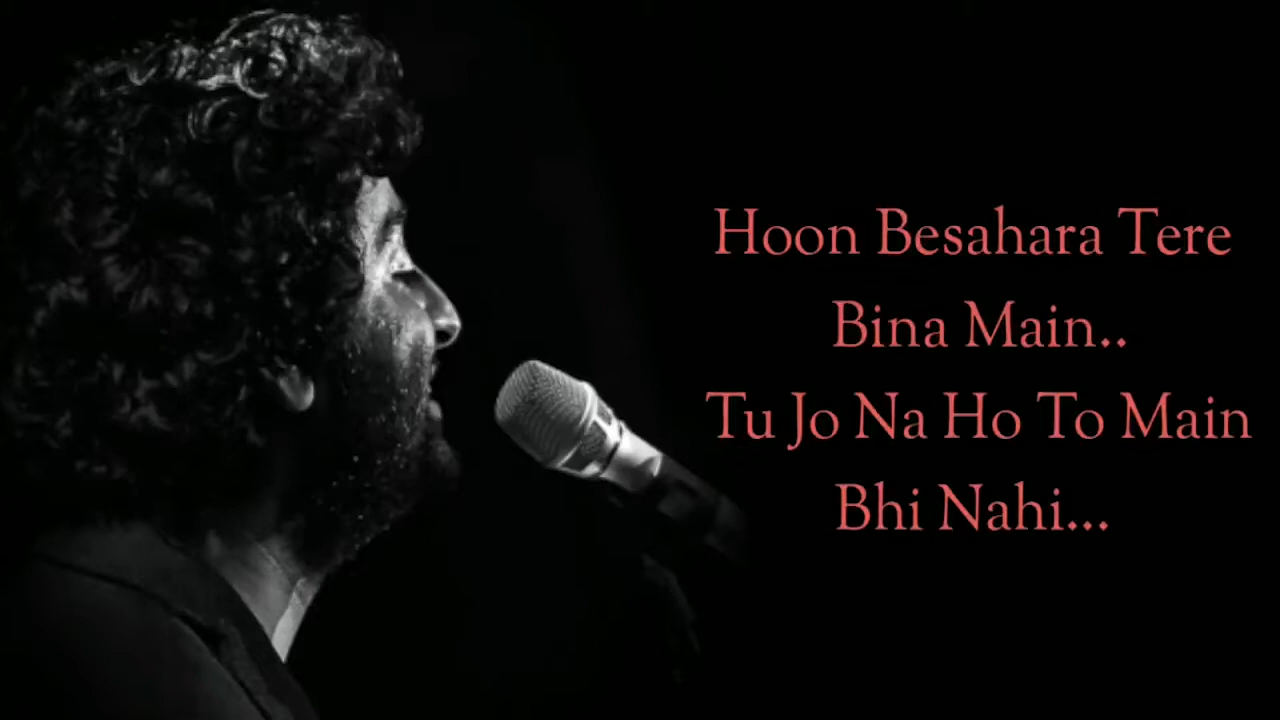 Hoon Besahara Tere
Bina Main..
Tu Jo Na Ho To Main
Bhi Nahi...